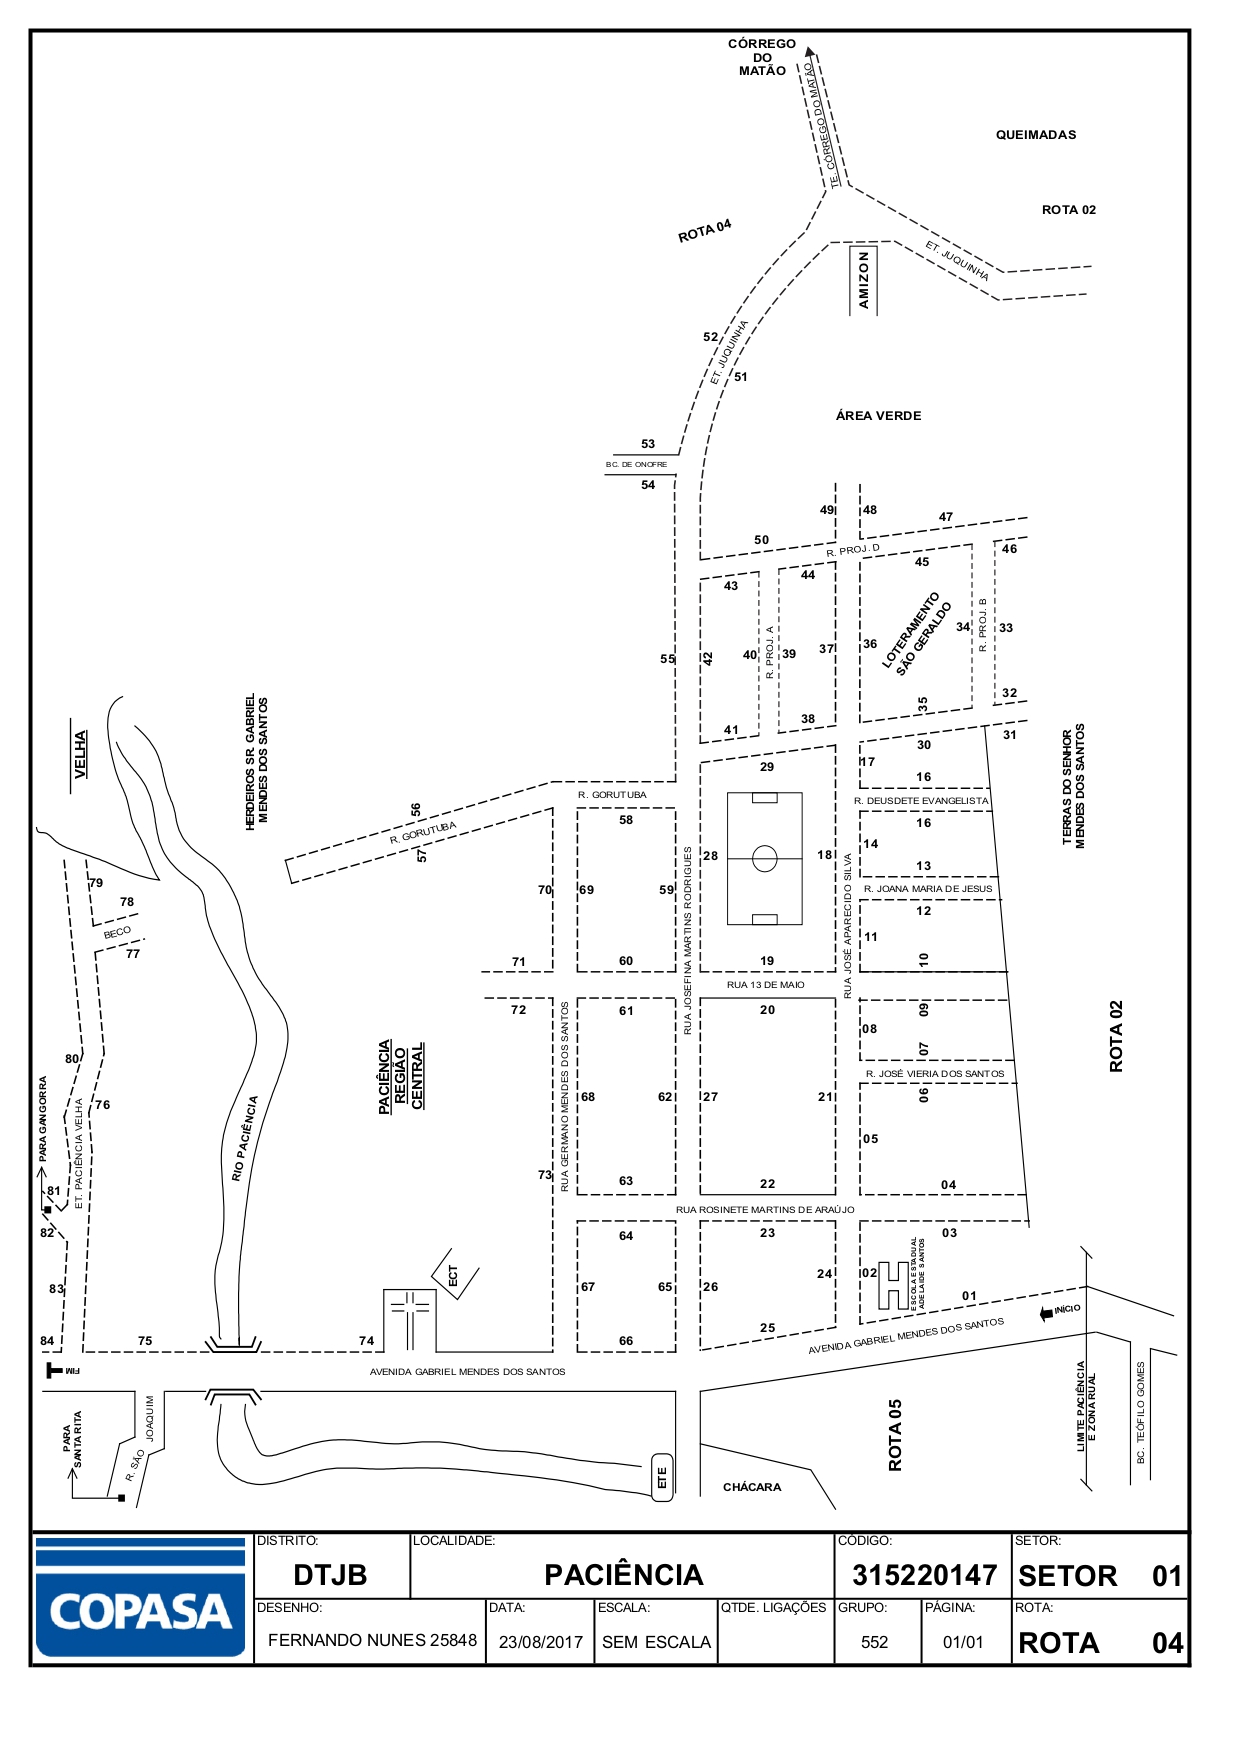 CÓRREGO
DO
MATÃO
TE. CÓRREGO DO MATÃO
QUEIMADAS
ROTA 02
ROTA 04
ET. JUQUINHA
AMIZON
52
ET. JUQUINHA
51
ÁREA VERDE
53
BC. DE ONOFRE
54
49
48
47
50
R. PROJ. D
46
45
44
43
LOTERAMENTO
SÃO GERALDO
34
R. PROJ. B
33
55
42
40
R. PROJ. A
39
37
36
35
32
31
41
38
30
29
17
16
R. DEUSDETE EVANGELISTA
16
14
13
R. JOANA MARIA DE JESUS
12
11
10
TERRAS DO SENHOR
MENDES DOS SANTOS
HERDEIROS SR. GABRIEL
MENDES DOS SANTOS
VELHA
56
R. GORUTUBA
57
R. GORUTUBA
58
70
69
59
RUA JOSEFINA MARTINS RODRIGUES
28
18
RUA JOSÉ APARECIDO SILVA
79
78
BECO
77
71
60
19
RUA 13 DE MAIO
72
61
20
09
08
07
R. JOSÉ VIERIA DOS SANTOS
06
05
04
ROTA 02
80
76
PARA GANGORRA
ET. PACIÊNCIA VELHA
RIO PACIÊNCIA
PACIÊNCIA
REGIÃO
CENTRAL
RUA GERMANO MENDES DOS SANTOS
73
68
62
27
21
63
22
RUA ROSINETE MARTINS DE ARAÚJO
81
82
83
84
64
23
03
67
65
26
24
02
ESCOLA ESTADUAL
ADELAIDE SANTOS
01
INÍCIO
ECT
75
74
66
25
AVENIDA GABRIEL MENDES DOS SANTOS
FIM
AVENIDA GABRIEL MENDES DOS SANTOS
PARA
SANTA RITA
R. SÃO
JOAQUIM
ETE
CHÁCARA
ROTA 05
LIMITE PACIÊNCIA
E ZONA RUAL
BC. TEÓFILO GOMES
COPASA
DISTRITO:
DTJB
LOCALIDADE:
PACIÊNCIA
CÓDIGO:
315220147
SETOR:
SETOR 01
DESENHO:
FERNANDO NUNES 25848
DATA:
23/08/2017
ESCALA:
SEM ESCALA
QTDE. LIGAÇÕES
GRUPO:
552
PÁGINA:
01/01
ROTA:
ROTA 04